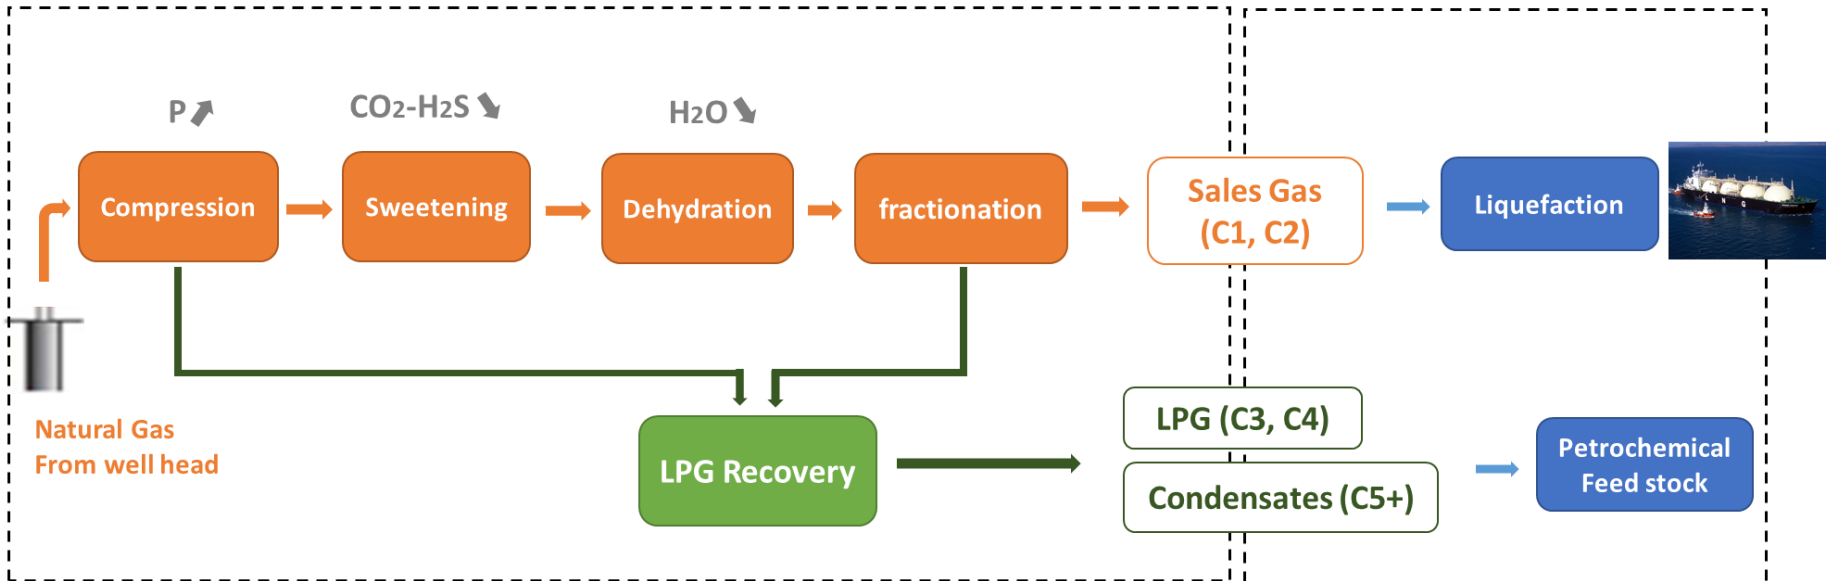 P
CO2-H2S
H2O
Compression
Sweetening
Dehydration
fractionation
Sales Gas
(C1, C2)
Liquefaction
L N G
Natural Gas
From well head
LPG Recovery
LPG (C3, C4)
Condensates (C5+)
Petrochemical
Feed stock